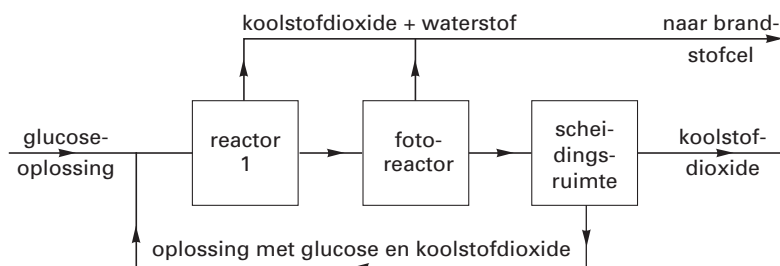 koolstofdioxide + waterstof
naar brand-
stofcel
glucose-
oplossing
reactor
1
foto-
reactor
schei-
dings-
ruimte
koolstof-
dioxide
oplossing met glucose en koolstofdioxide